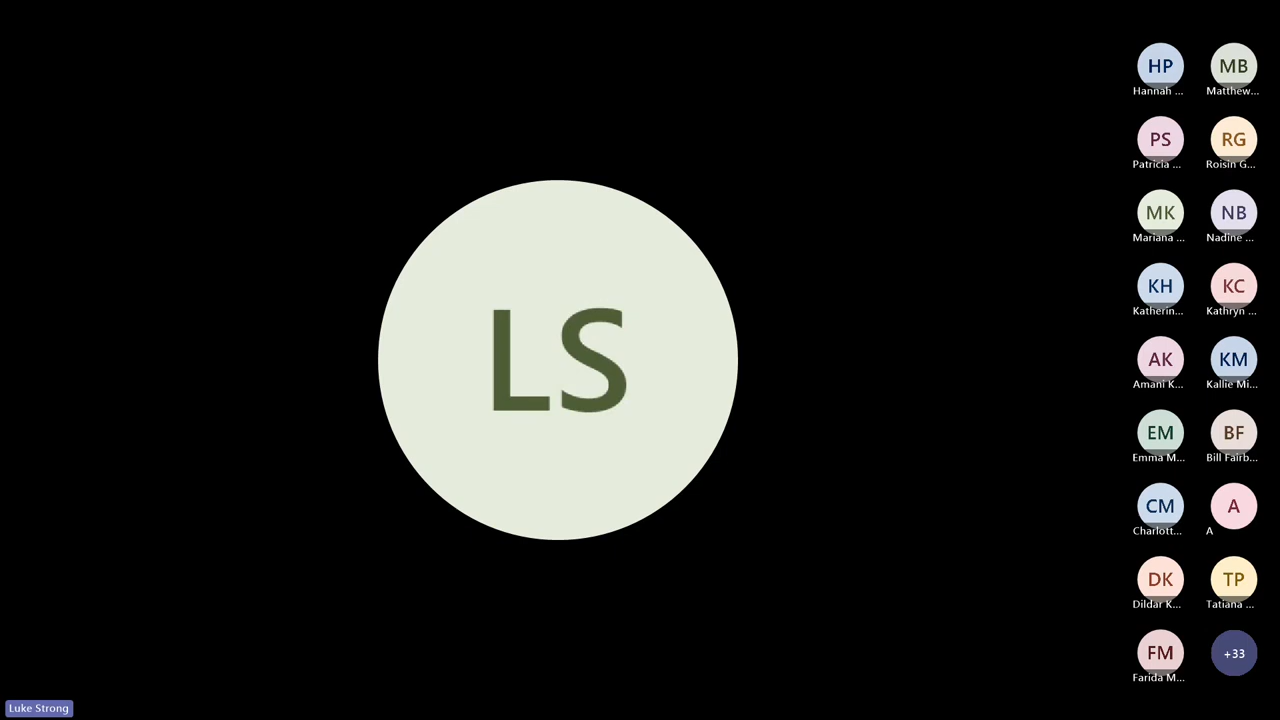 HP MB
Hannah ... Matthew...
PS RG
Patricia ... Roisin G...
MK NB
Mariana ... Nadine ...
KH KC
Katherin... Kathryn ...
LS
AK KM
Amani K... Kallie Mi...
EM BF
Emma M... Bill Fairb...
CM A
Charlott... A
DK TP
Dildar K... Tatiana ...
FM +33
Farida M...
Luke Strong